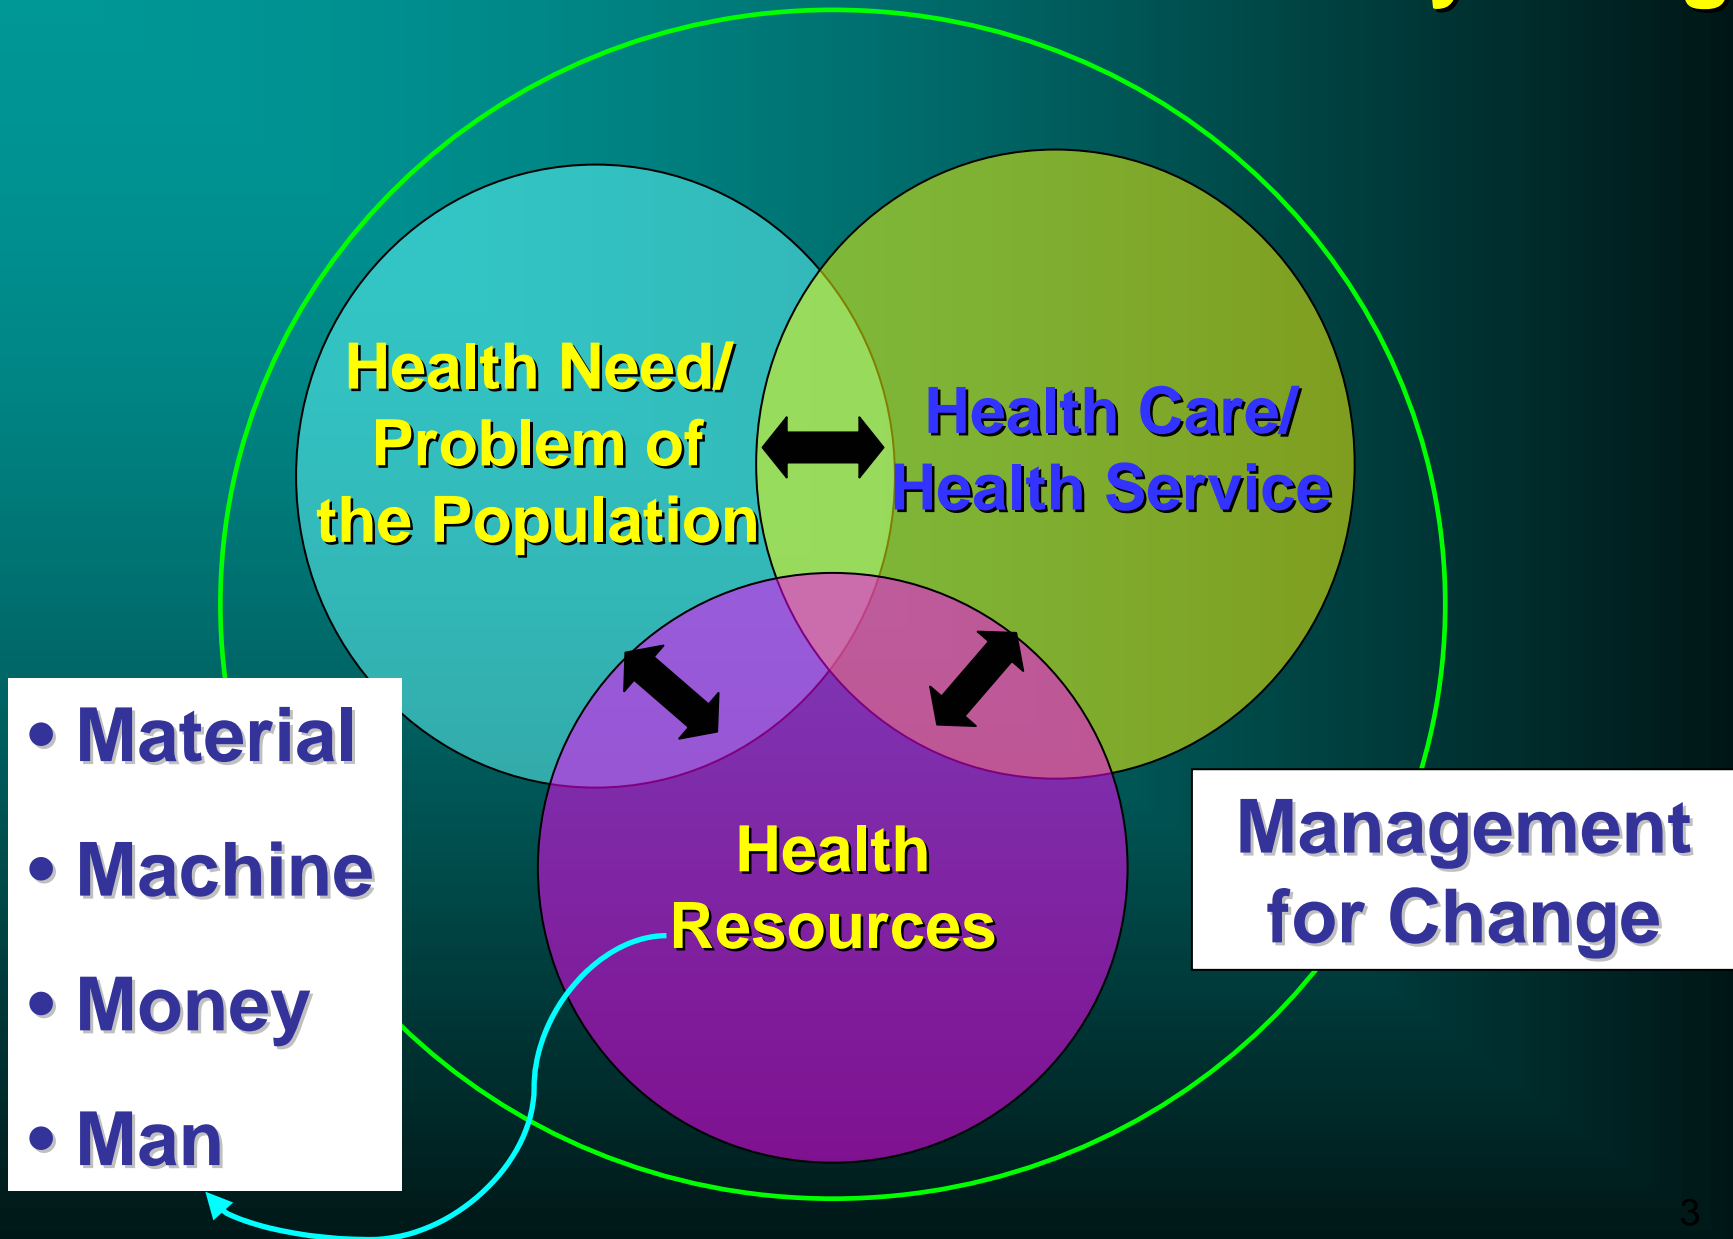 Health Need/
Problem of
the Population
Health Care/
Health Service
Health
Resources
• Material
• Machine
• Money
• Man
Management
for Change
3